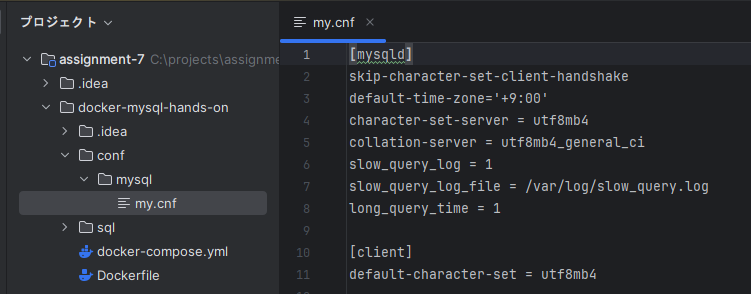 プロジェクト
assignment-7 C:\projects\assignme
.idea
docker-mysql-hands-on
.idea
conf
mysql
my.cnf
sql
docker-compose.yml
Dockerfile
my.cnf
1 [mysqld]
2 skip-character-set-client-handshake
3 default-time-zone='+9:00'
4 character-set-server = utf8mb4
5 collation-server = utf8mb4_general_ci
6 slow_query_log = 1
7 slow_query_log_file = /var/log/slow_query.log
8 long_query_time = 1
9
10 [client]
11 default-character-set = utf8mb4